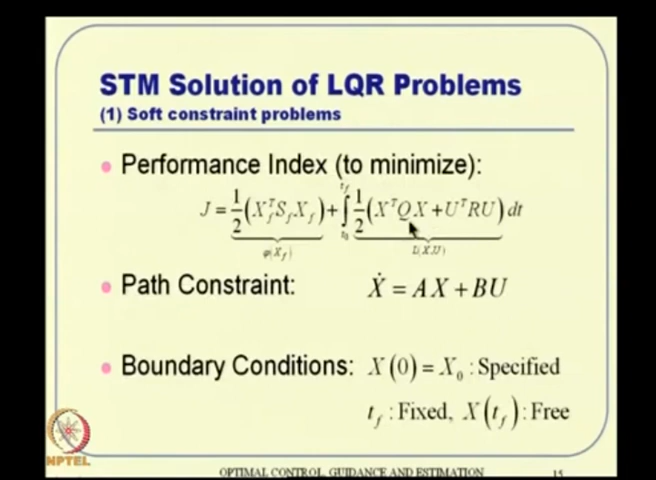 STM Solution of LQR Problems
(1) Soft constraint problems
• Performance Index (to minimize):
J = 1/2 (X_f^T S_f X_f) + ∫_{t_0}^{t_f} 1/2 (X^T Q X + U^T R U) dt
φ(X_f) L(X,U)
• Path Constraint: Ẋ = AX + BU
• Boundary Conditions: X(0) = X_0 : Specified
t_f : Fixed, X(t_f) : Free
NPTEL
OPTIMAL CONTROL, GUIDANCE AND ESTIMATION 15